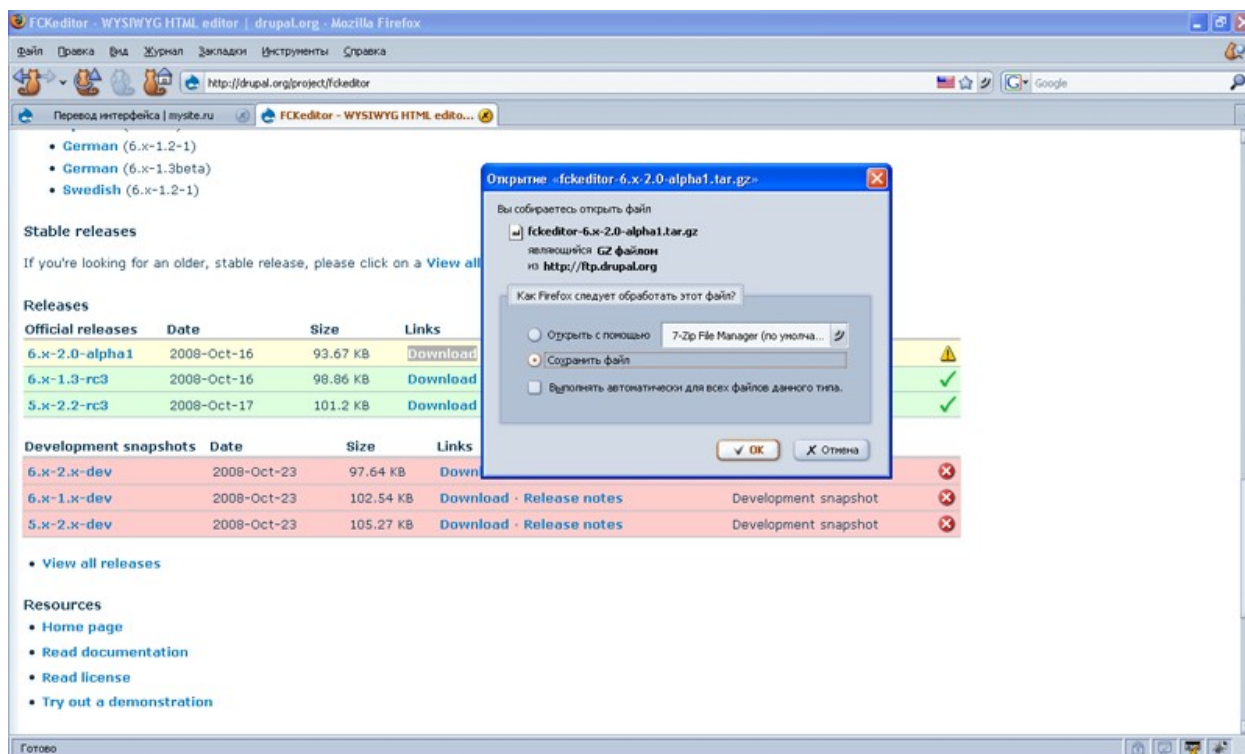 FCKeditor - WYSIWYG HTML editor | drupal.org - Mozilla Firefox
Файл Правка Вид Журнал Закладки Инструменты Справка
http://drupal.org/project/fckeditor
Google
Перевод интерфейса | mysite.ru
FCKeditor - WYSIWYG HTML edito...
• German (6.x-1.2-1)
• German (6.x-1.3beta)
• Swedish (6.x-1.2-1)
Stable releases
If you're looking for an older, stable release, please click on a View all
Releases
Official releases Date Size Links
6.x-2.0-alpha1 2008-Oct-16 93.67 KB Download
6.x-1.3-rc3 2008-Oct-16 98.86 KB Download
5.x-2.2-rc3 2008-Oct-17 101.2 KB Download
Development snapshots Date Size Links
6.x-2.x-dev 2008-Oct-23 97.64 KB Downl
6.x-1.x-dev 2008-Oct-23 102.54 KB Download · Release notes Development snapshot
5.x-2.x-dev 2008-Oct-23 105.27 KB Download · Release notes Development snapshot
• View all releases
Resources
• Home page
• Read documentation
• Read license
• Try out a demonstration
Открытие «fckeditor-6.x-2.0-alpha1.tar.gz»
Вы собираетесь открыть файл
fckeditor-6.x-2.0-alpha1.tar.gz
являющийся GZ файлом
из http://ftp.drupal.org
Как Firefox следует обработать этот файл?
Открыть с помощью 7-Zip File Manager (по умолча...
Сохранить файл
Выполнять автоматически для всех файлов данного типа.
OK
Отмена
Готово